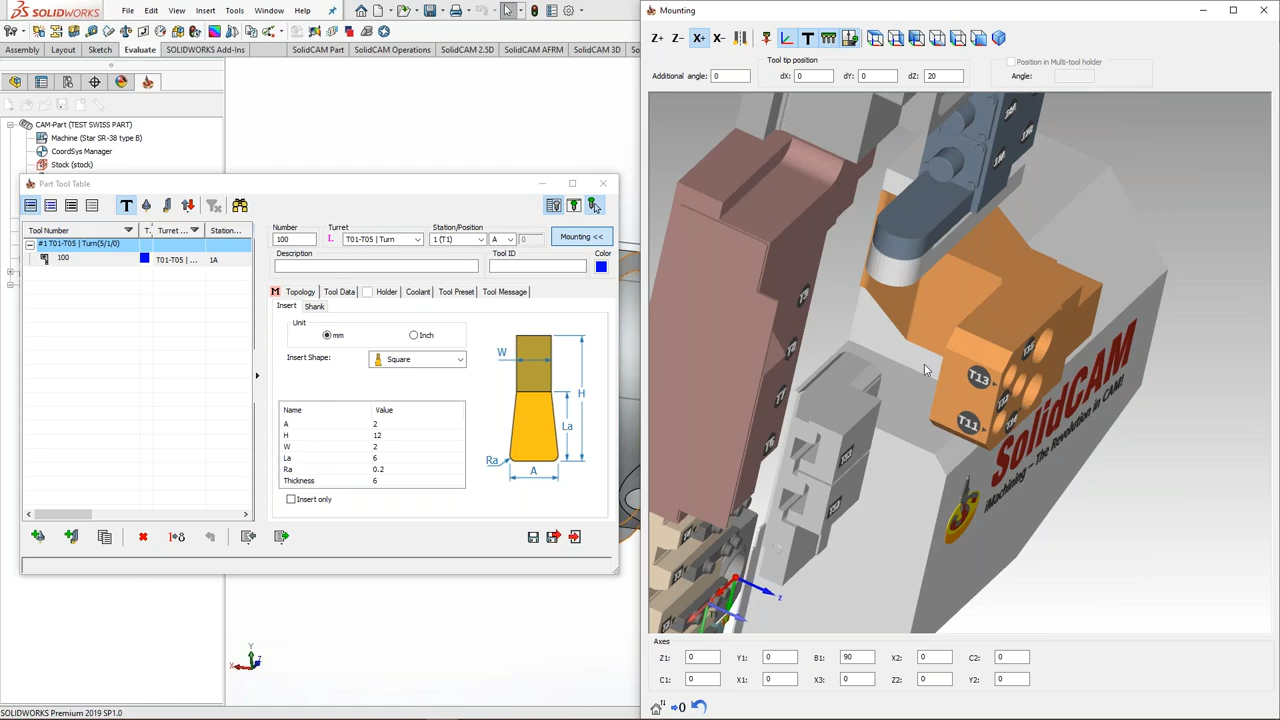 SOLIDWORKS File Edit View Insert Tools Window Help
Assembly Layout Sketch Evaluate SOLIDWORKS Add-Ins SolidCAM Part SolidCAM Operations SolidCAM 2.5D SolidCAM AFRM SolidCAM 3D
CAM-Part (TEST SWISS PART)
Machine (Star SR-38 type B)
CoordSys Manager
Stock (stock)
Part Tool Table
Tool Number T.. Turret ... Station...
#1 T01-T05 | Turn(5/1/0)
100 T01-T05 | ... 1A
Number Turret Station/Position
100 L T01-T05 | Turn 1 (T1) A 0 Mounting <<
Description Tool ID Color
M Topology Tool Data Holder Coolant Tool Preset Tool Message
Insert Shank
Unit
mm Inch
Insert Shape: Square
Name Value
A 2
H 12
W 2
La 6
Ra 0.2
Thickness 6
Insert only
W
H
La
Ra
A
Y
X
Z
SOLIDWORKS Premium 2019 SP1.0
Mounting
Z+ Z- X+ X-
Tool tip position
Additional angle: 0 dX: 0 dY: 0 dZ: 20
Position in Multi-tool holder
Angle:
T9
T8
T7
T6
T13
T11
T15
T12
T14
SolidCAM
iMachining – The Revolution in CAM!
z
Axes
Z1: 0 Y1: 0 B1: 90 X2: 0 C2: 0
C1: 0 X1: 0 X3: 0 Z2: 0 Y2: 0